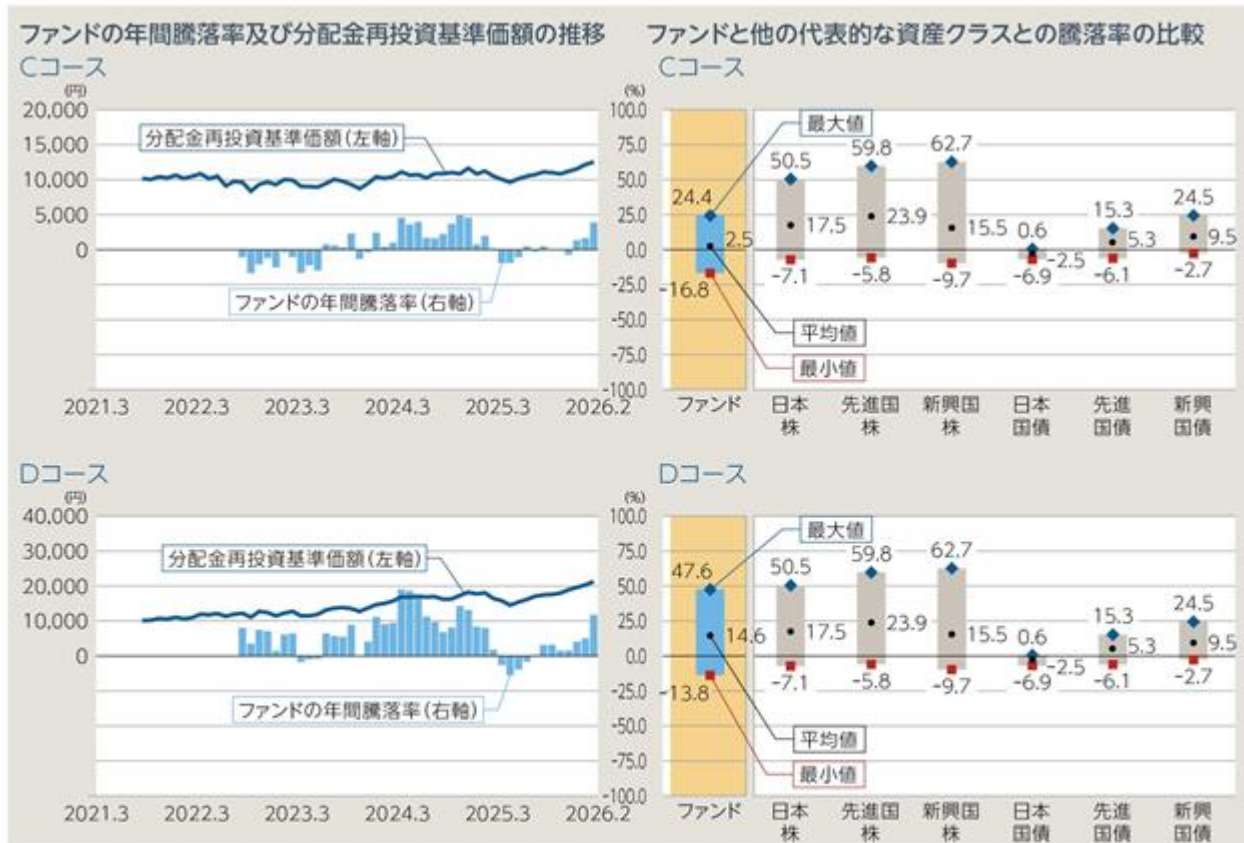 ファンドの年間騰落率及び分配金再投資基準価額の推移
Cコース
(円)
20,000
15,000
10,000
5,000
0
分配金再投資基準価額(左軸)
ファンドの年間騰落率(右軸)
2021.3 2022.3 2023.3 2024.3 2025.3 2026.2
ファンドと他の代表的な資産クラスとの騰落率の比較
Cコース
(%)
100.0
75.0
50.0
25.0
0.0
-25.0
-50.0
-75.0
-100.0
最大値
平均値
最小値
24.4 50.5 59.8 62.7 0.6 15.3 24.5
2.5 17.5 23.9 15.5 -2.5 5.3 9.5
-16.8 -7.1 -5.8 -9.7 -6.9 -6.1 -2.7
ファンド 日本 先進国 新興国 日本 先進 新興
株 株 株 国債 国債 国債
Dコース
(円)
40,000
30,000
20,000
10,000
0
分配金再投資基準価額(左軸)
ファンドの年間騰落率(右軸)
2021.3 2022.3 2023.3 2024.3 2025.3 2026.2
Dコース
(%)
100.0
75.0
50.0
25.0
0.0
-25.0
-50.0
-75.0
-100.0
最大値
平均値
最小値
47.6 50.5 59.8 62.7 0.6 15.3 24.5
14.6 17.5 23.9 15.5 -2.5 5.3 9.5
-13.8 -7.1 -5.8 -9.7 -6.9 -6.1 -2.7
ファンド 日本 先進国 新興国 日本 先進 新興
株 株 株 国債 国債 国債